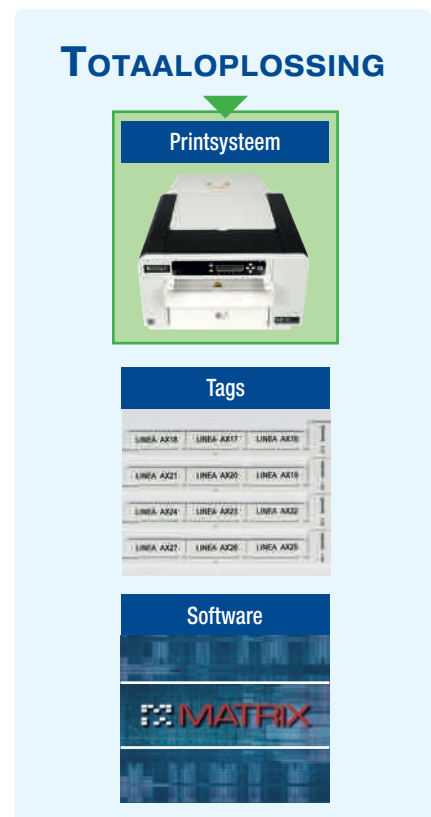 TOTAALOPLOSSING
Printsysteem
Tags
LINEA AX18 LINEA AX17 LINEA AX16
LINEA AX21 LINEA AX20 LINEA AX19
LINEA AX24 LINEA AX23 LINEA AX22
LINEA AX27 LINEA AX26 LINEA AX25
Software
MATRIX